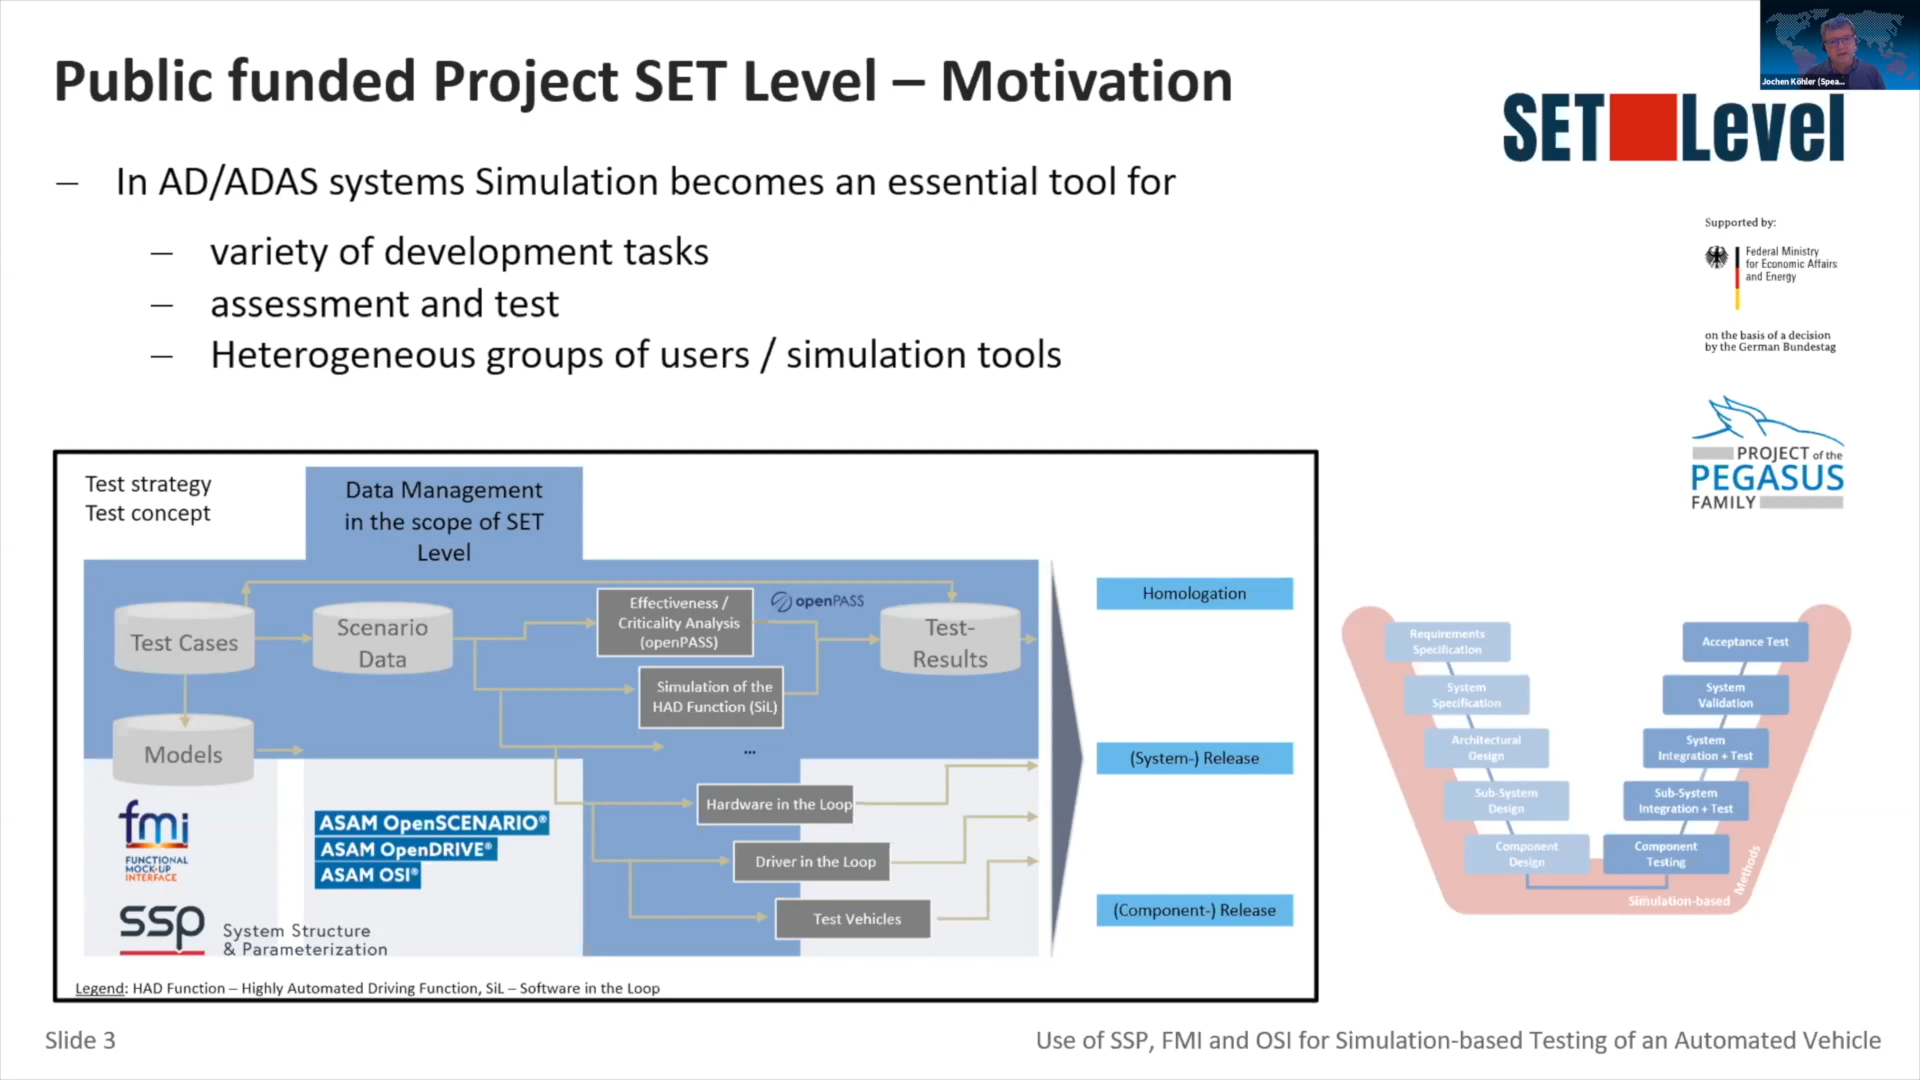 Public funded Project SET Level – Motivation
Jochen Köhler (Spea...
SET Level
– In AD/ADAS systems Simulation becomes an essential tool for
– variety of development tasks
– assessment and test
– Heterogeneous groups of users / simulation tools
Supported by:
Federal Ministry
for Economic Affairs
and Energy
on the basis of a decision
by the German Bundestag
PROJECT of the
PEGASUS
FAMILY
Test strategy
Test concept
Data Management
in the scope of SET
Level
Test Cases
Scenario
Data
Effectiveness /
Criticality Analysis
(openPASS)
openPASS
Test-
Results
Simulation of the
HAD Function (SiL)
...
Models
Hardware in the Loop
Driver in the Loop
Test Vehicles
fmi
FUNCTIONAL
MOCK-UP
INTERFACE
ASAM OpenSCENARIO®
ASAM OpenDRIVE®
ASAM OSI®
ssp
System Structure
& Parameterization
Homologation
(System-) Release
(Component-) Release
Legend: HAD Function – Highly Automated Driving Function, SiL – Software in the Loop
Requirements
Specification
System
Specification
Architectural
Design
Sub-System
Design
Component
Design
Acceptance Test
System
Validation
System
Integration + Test
Sub-System
Integration + Test
Component
Testing
Simulation-based
Methods
Slide 3
Use of SSP, FMI and OSI for Simulation-based Testing of an Automated Vehicle